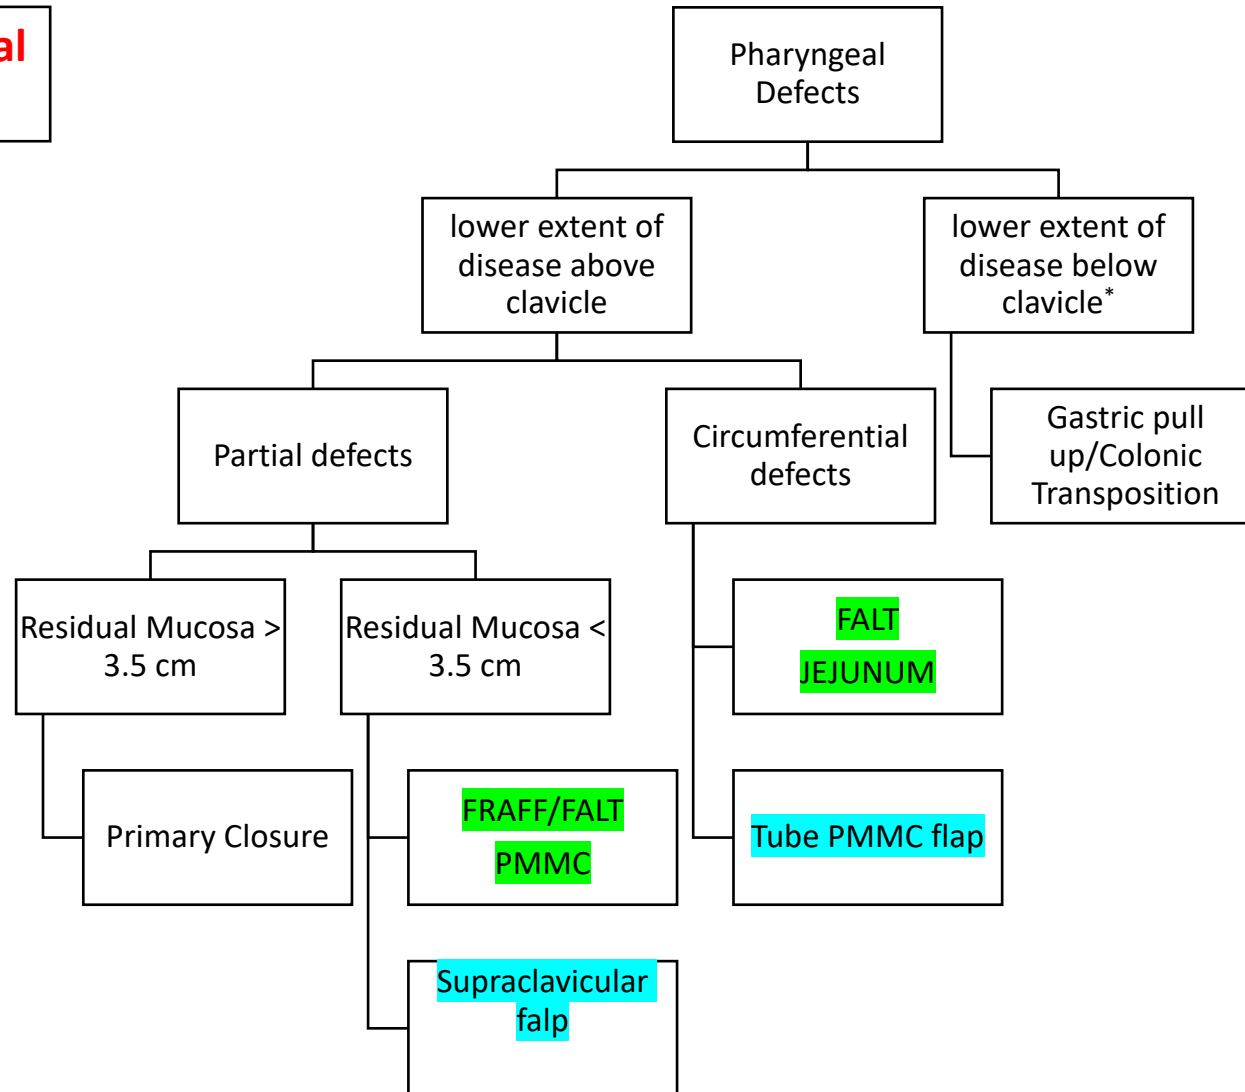 al
Pharyngeal
Defects
lower extent of
disease above
clavicle
lower extent of
disease below
clavicle*
Partial defects
Circumferential
defects
Gastric pull
up/Colonic
Transposition
Residual Mucosa >
3.5 cm
Residual Mucosa <
3.5 cm
FALT
JEJUNUM
Primary Closure
FRAFF/FALT
PMMC
Tube PMMC flap
Supraclavicular
falp